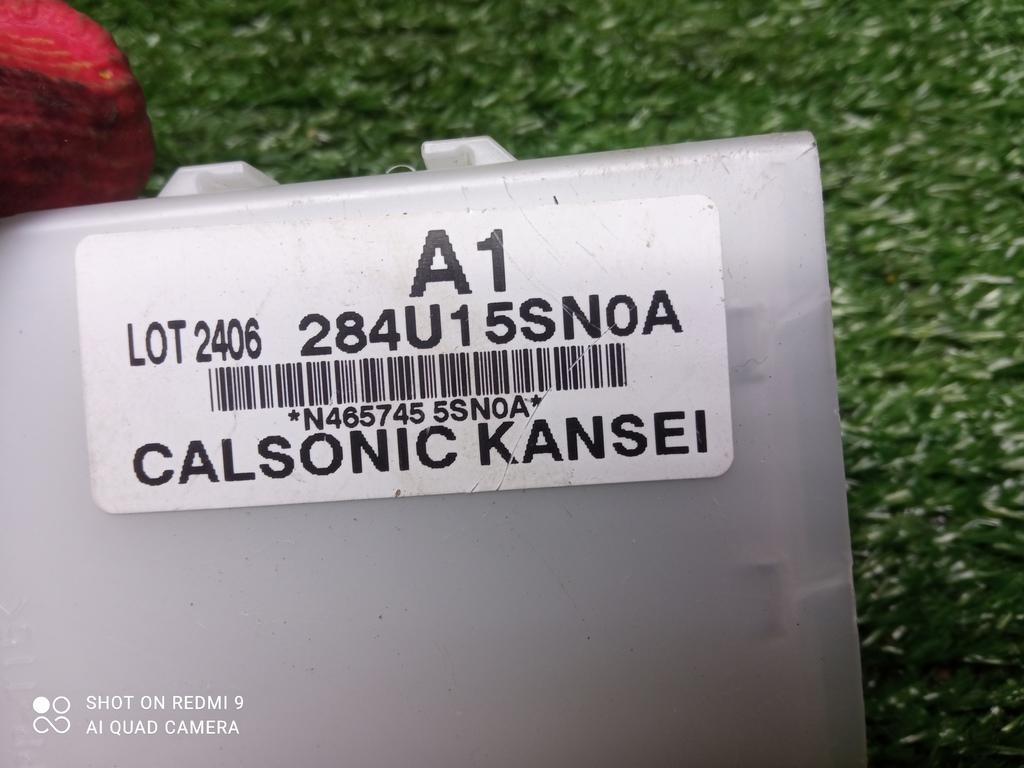 A1
LOT 2406 284U15SN0A
*N465745 5SN0A*
CALSONIC KANSEI
SHOT ON REDMI 9
AI QUAD CAMERA